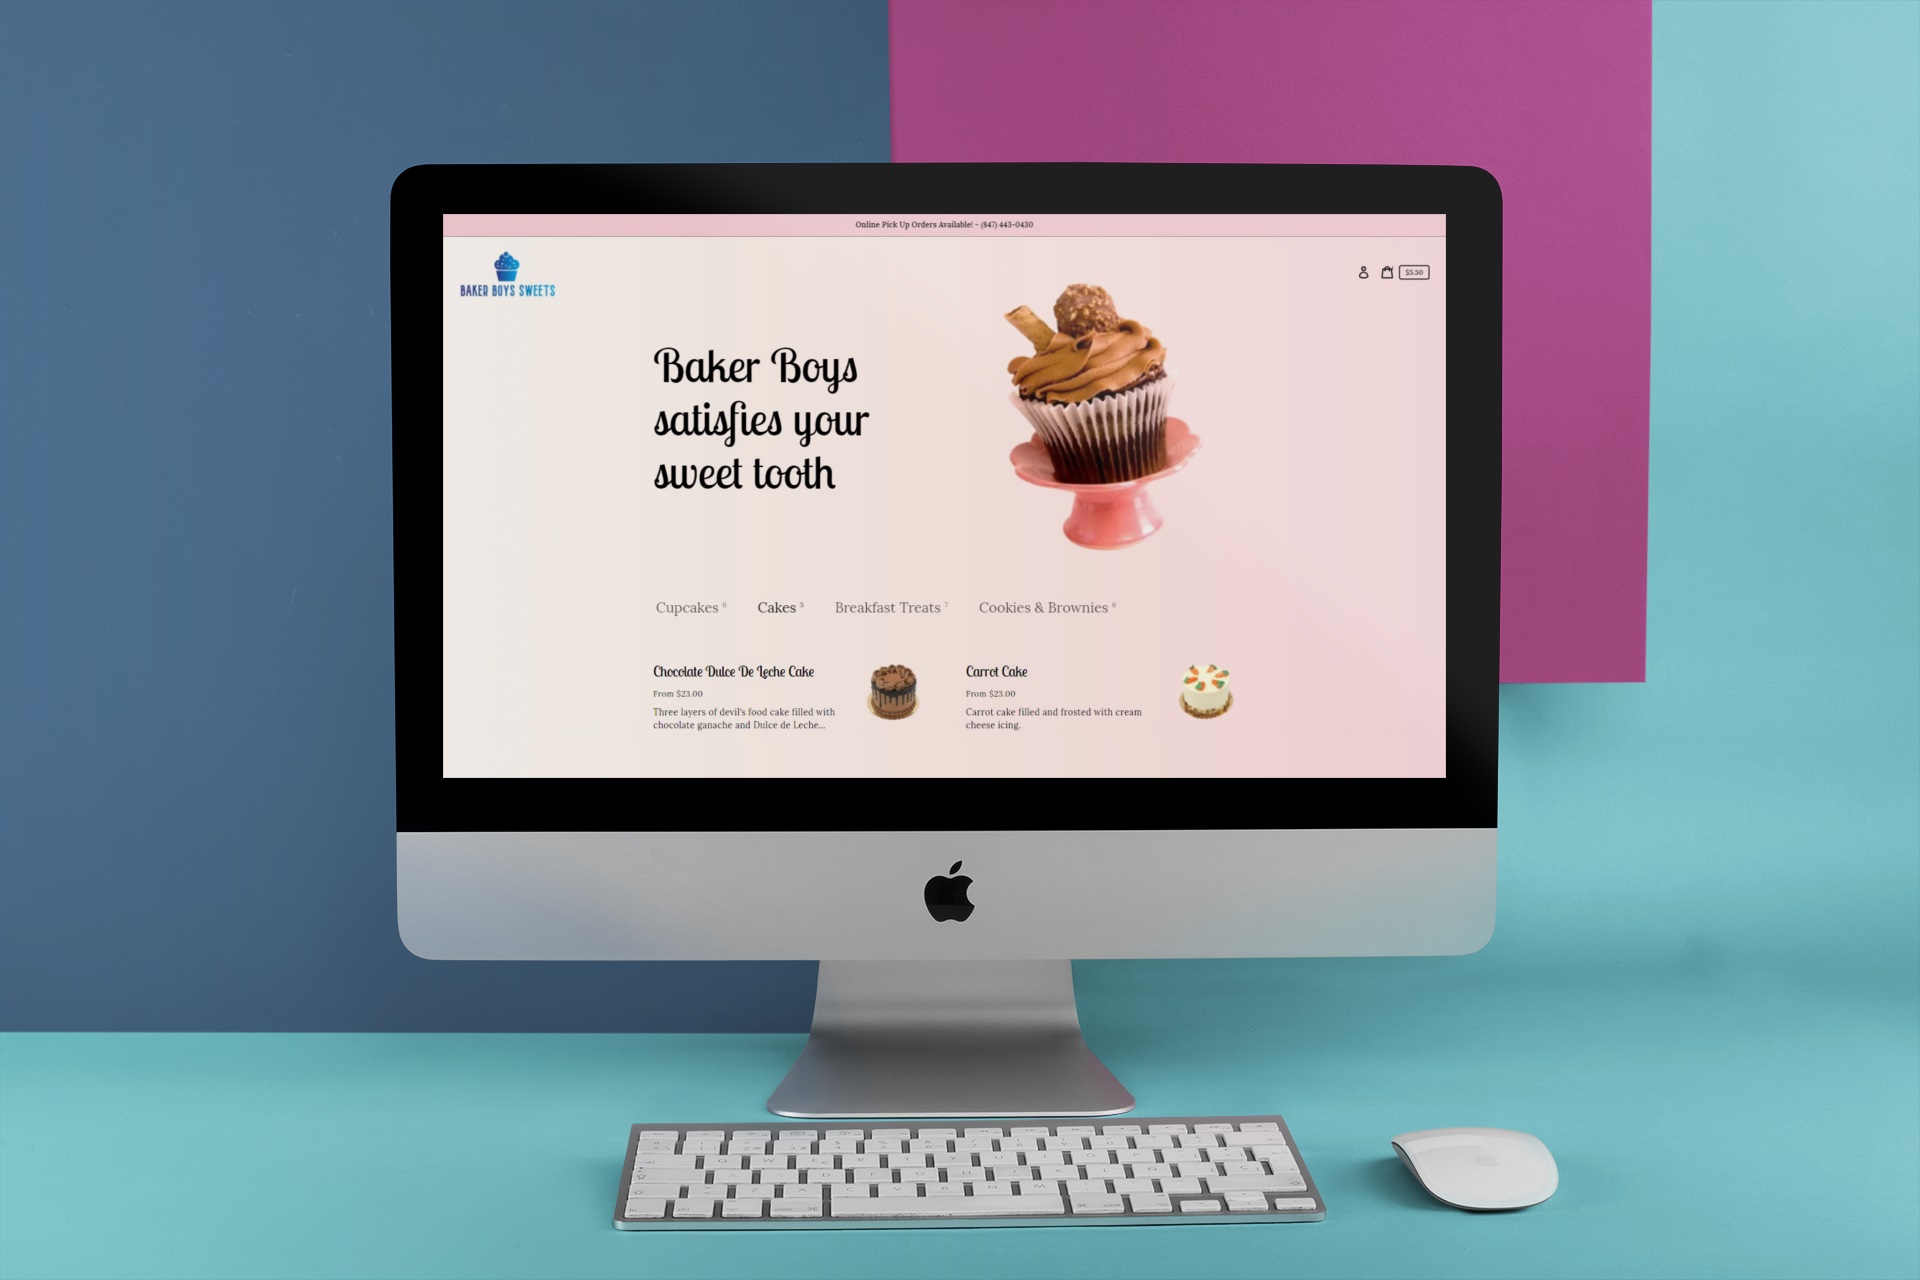 Online Pick Up Orders Available! ~ (847) 443-0430
BAKER BOYS SWEETS
$5.50
Baker Boys
satisfies your
sweet tooth
Cupcakes 6 Cakes 5 Breakfast Treats 7 Cookies & Brownies 6
Chocolate Dulce De Leche Cake
From $23.00
Three layers of devil's food cake filled with
chocolate ganache and Dulce de Leche...
Carrot Cake
From $23.00
Carrot cake filled and frosted with cream
cheese icing.